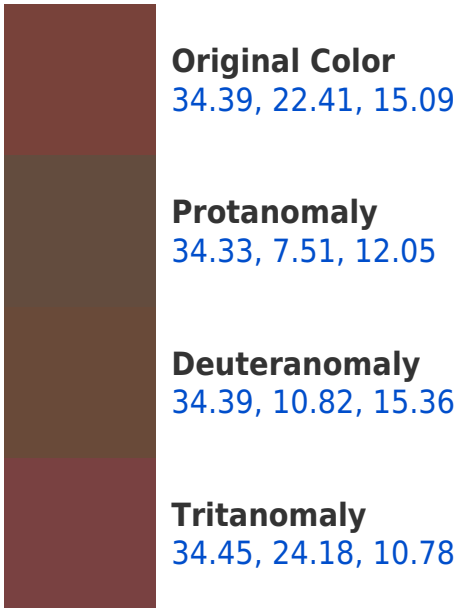 Original Color
34.39, 22.41, 15.09
Protanomaly
34.33, 7.51, 12.05
Deuteranomaly
34.39, 10.82, 15.36
Tritanomaly
34.45, 24.18, 10.78